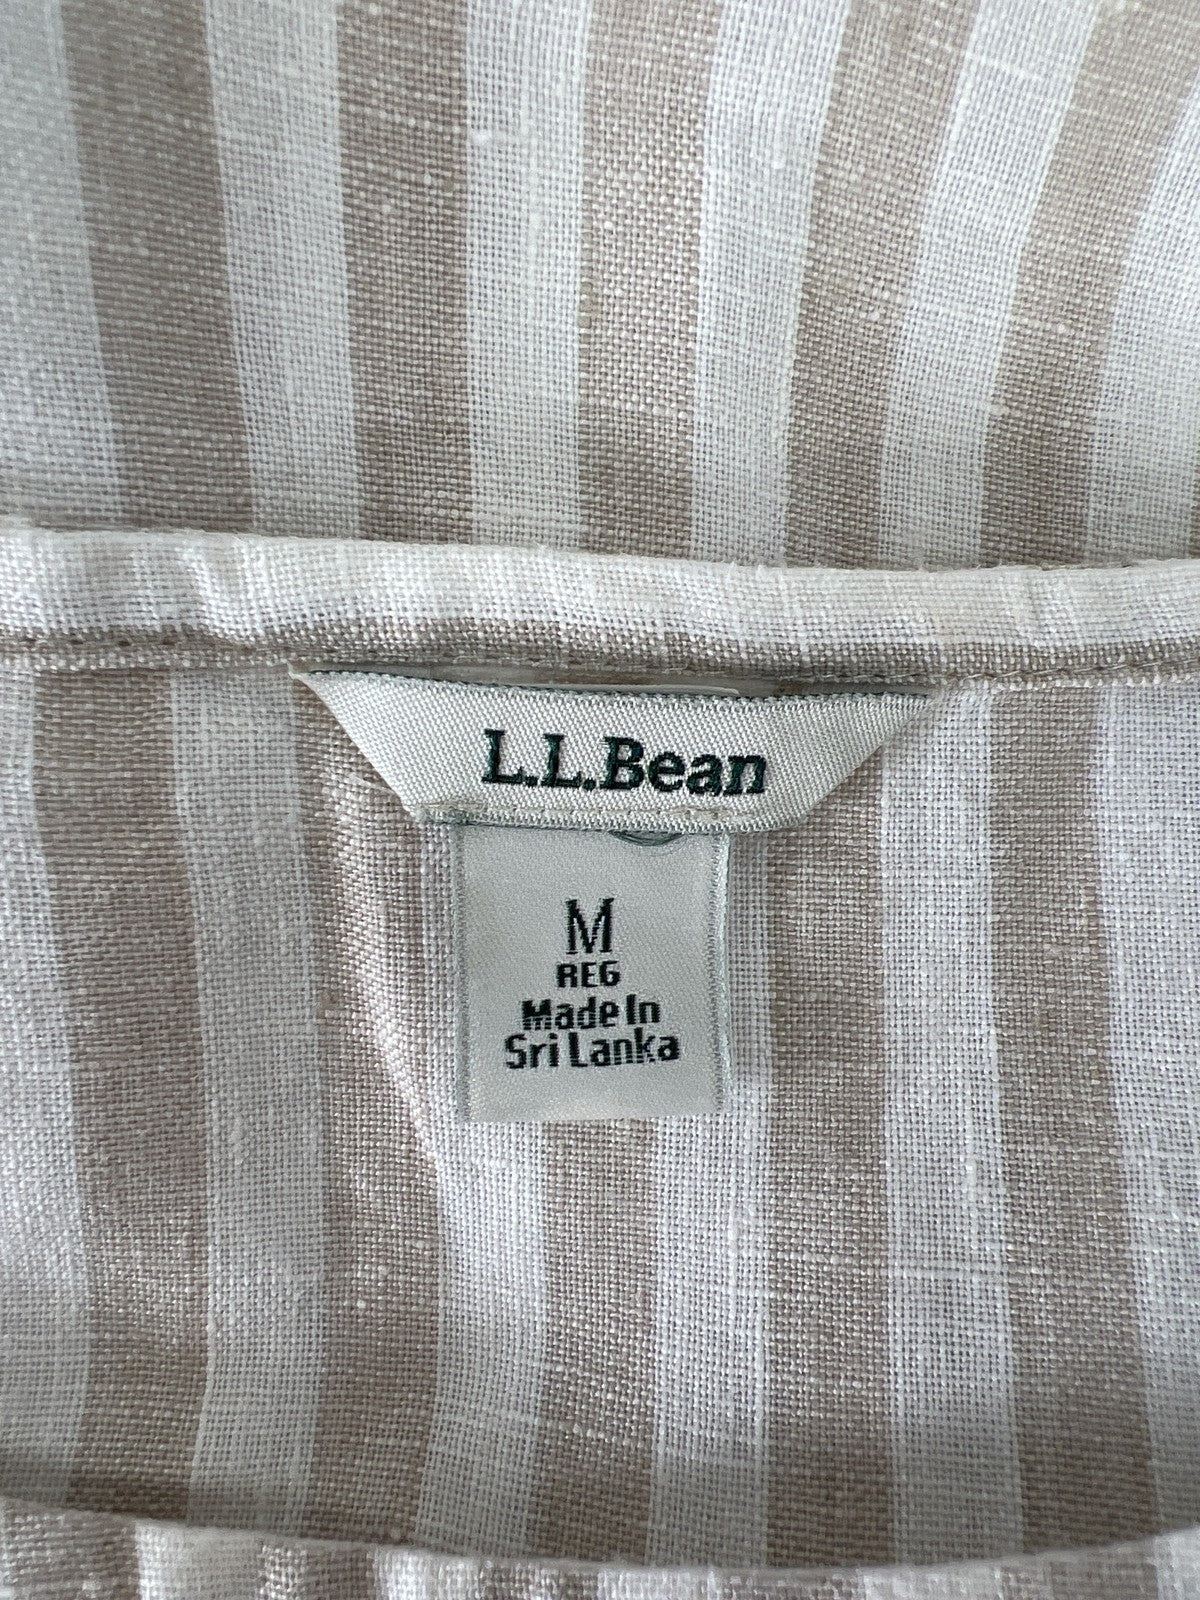 L.L.Bean
M
REG
Made In
Sri Lanka